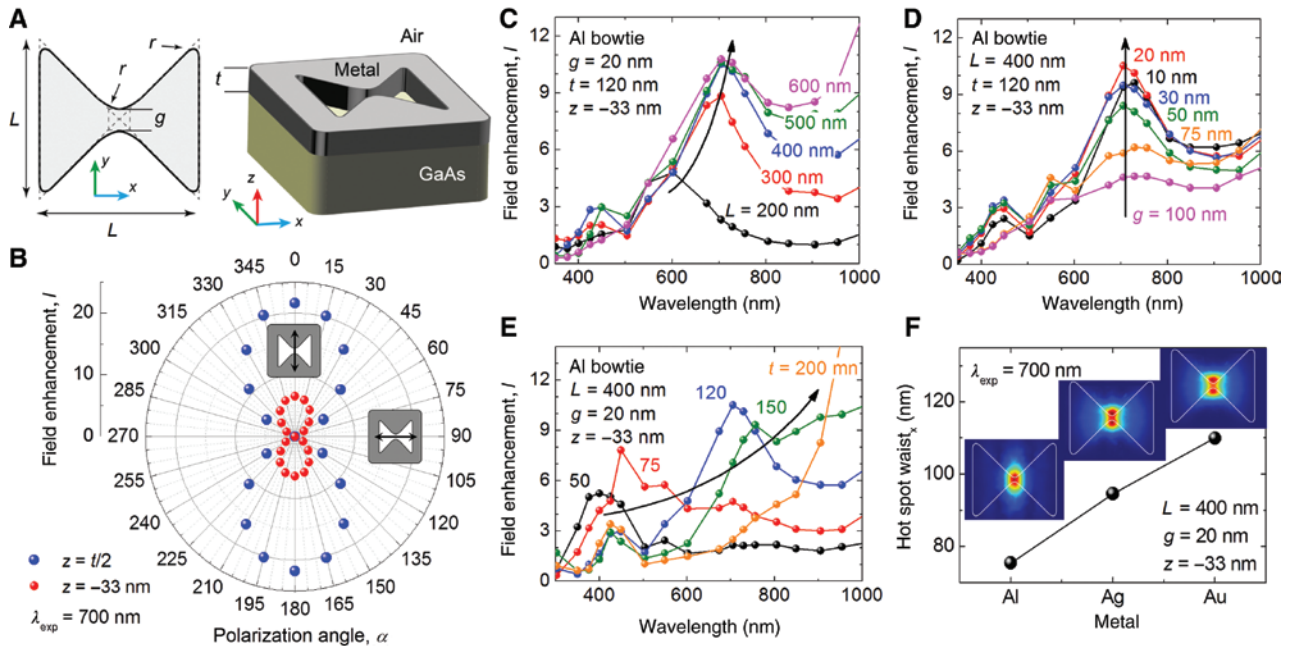 A
r
r
t
L
g
y
x
L
Air
Metal
GaAs
z
y
x
B
Field enhancement, I
20
10
0
0
15
30
45
60
75
90
105
120
135
150
165
180
195
210
225
240
255
270
285
300
315
330
345
z = t/2
z = −33 nm
λexp = 700 nm
Polarization angle, α
C
Al bowtie
g = 20 nm
t = 120 nm
z = −33 nm
600 nm
500 nm
400 nm
300 nm
L = 200 nm
12
9
6
3
0
Field enhancement, I
400 600 800 1000
Wavelength (nm)
D
Al bowtie
L = 400 nm
t = 120 nm
z = −33 nm
20 nm
10 nm
30 nm
50 nm
75 nm
g = 100 nm
12
9
6
3
0
Field enhancement, I
400 600 800 1000
Wavelength (nm)
E
Al bowtie
L = 400 nm
g = 20 nm
z = −33 nm
t = 200 mn
120
150
75
50
12
9
6
3
0
Field enhancement, I
400 600 800 1000
Wavelength (nm)
F
λexp = 700 nm
L = 400 nm
g = 20 nm
z = −33 nm
120
100
80
Hot spot waistx (nm)
Al Ag Au
Metal